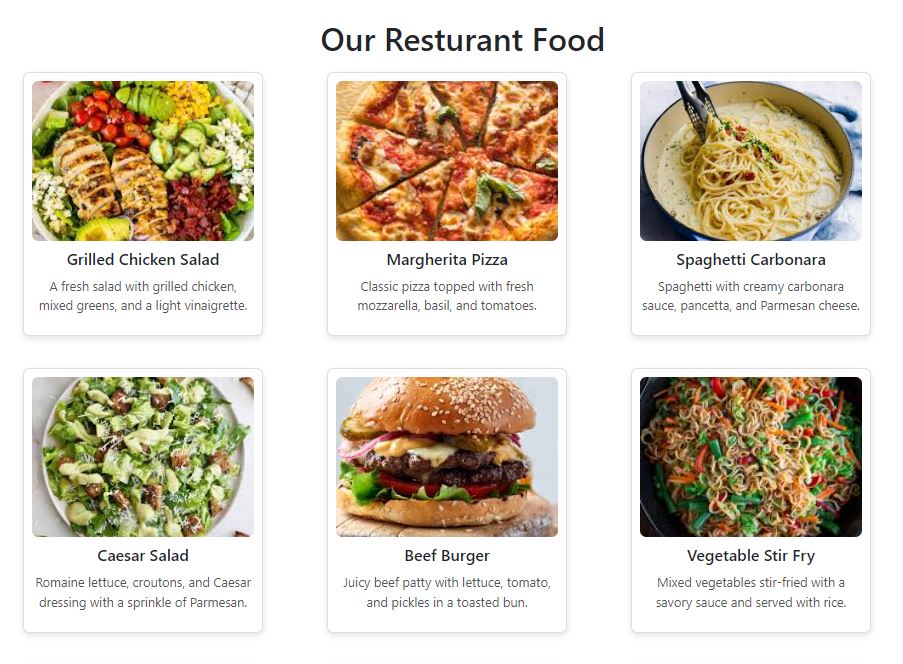 Our Resturant Food
Grilled Chicken Salad
A fresh salad with grilled chicken,
mixed greens, and a light vinaigrette.
Margherita Pizza
Classic pizza topped with fresh
mozzarella, basil, and tomatoes.
Spaghetti Carbonara
Spaghetti with creamy carbonara
sauce, pancetta, and Parmesan cheese.
Caesar Salad
Romaine lettuce, croutons, and Caesar
dressing with a sprinkle of Parmesan.
Beef Burger
Juicy beef patty with lettuce, tomato,
and pickles in a toasted bun.
Vegetable Stir Fry
Mixed vegetables stir-fried with a
savory sauce and served with rice.